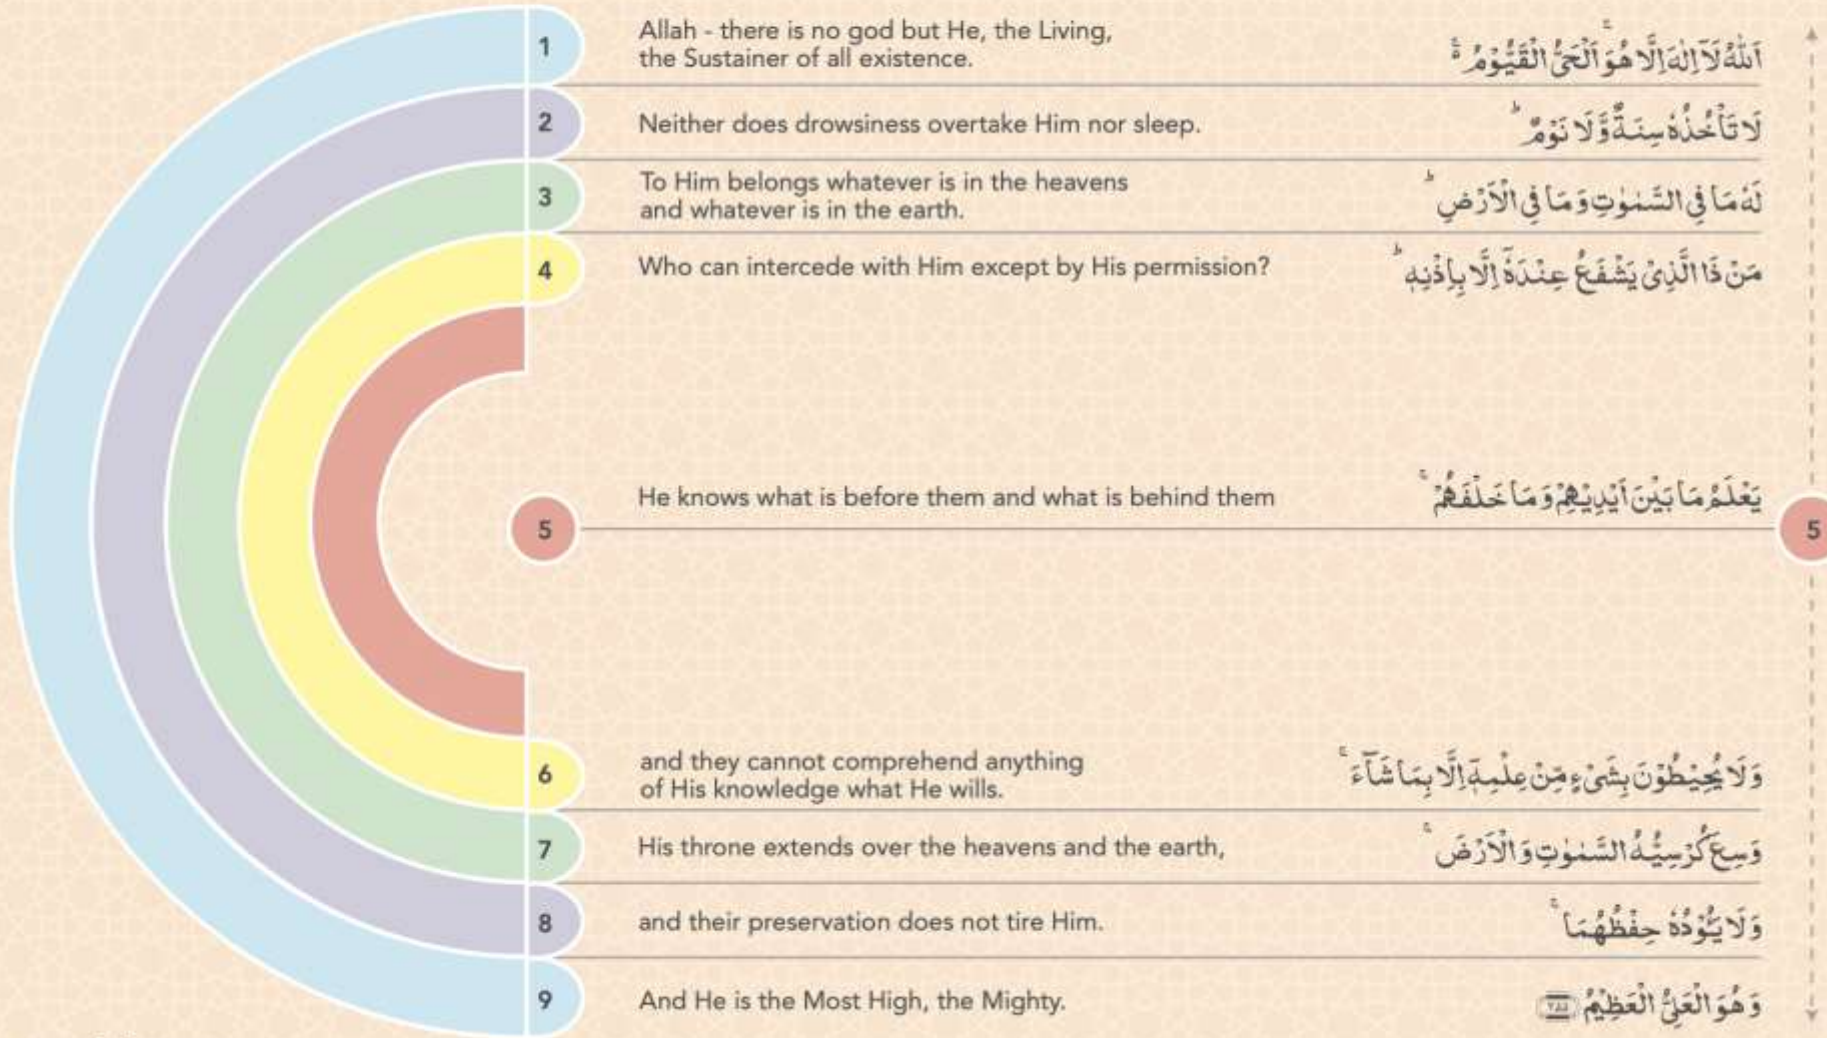 1
Allah - there is no god but He, the Living,
the Sustainer of all existence.
اَللّٰهُ لَآ اِلٰهَ اِلَّا هُوَ ۚ اَلْحَيُّ الْقَيُّوْمُ ۚ
2
Neither does drowsiness overtake Him nor sleep.
لَا تَاْخُذُهٗ سِنَةٌ وَّلَا نَوْمٌ ؕ
3
To Him belongs whatever is in the heavens
and whatever is in the earth.
لَهٗ مَا فِي السَّمٰوٰتِ وَمَا فِي الْاَرْضِ ؕ
4
Who can intercede with Him except by His permission?
مَنْ ذَا الَّذِيْ يَشْفَعُ عِنْدَهٗۤ اِلَّا بِاِذْنِهٖ ؕ
5
He knows what is before them and what is behind them
يَعْلَمُ مَا بَيْنَ اَيْدِيْهِمْ وَمَا خَلْفَهُمْ ۚ
5
6
and they cannot comprehend anything
of His knowledge what He wills.
وَلَا يُحِيْطُوْنَ بِشَيْءٍ مِّنْ عِلْمِهٖۤ اِلَّا بِمَا شَآءَ ۚ
7
His throne extends over the heavens and the earth,
وَسِعَ كُرْسِيُّهُ السَّمٰوٰتِ وَالْاَرْضَ ۚ
8
and their preservation does not tire Him.
وَلَا يَـُٔوْدُهٗ حِفْظُهُمَا ۚ
9
And He is the Most High, the Mighty.
وَهُوَ الْعَلِيُّ الْعَظِيْمُ ﴿۲۵۵﴾